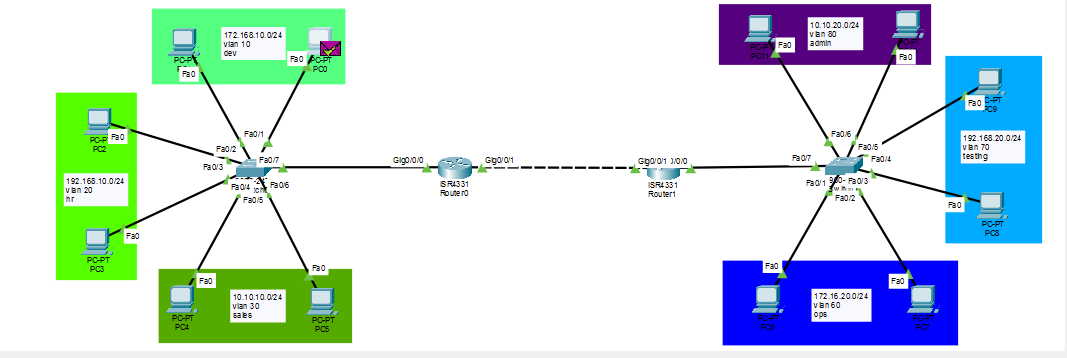 172.168.10.0/24
vlan 10
dev
Fa0
PC-PT
PC0
Fa0
10.10.20.0/24
vlan 80
admin
Fa0
Fa0
PC2
Fa0
192.168.10.0/24
vlan 20
hr
Fa0
PC-PT
PC3
Fa0/1
Fa0/2
Fa0/3
Fa0/7
Fa0/4
Fa0/6
Fa0/5
Gig0/0/0
Gig0/0/1
ISR4331
Router0
Gig0/0/1
ISR4331
Router1
Fa0/6
Fa0/5
Fa0/7
Fa0/4
Fa0/1
Fa0/3
Fa0/2
Fa0
192.168.20.0/24
vlan 70
testing
Fa0
PC-PT
PC8
Fa0
10.10.10.0/24
vlan 30
sales
Fa0
PC-PT
PC4
PC-PT
PC5
Fa0
172.16.20.0/24
vlan 60
ops
Fa0
PC-PT